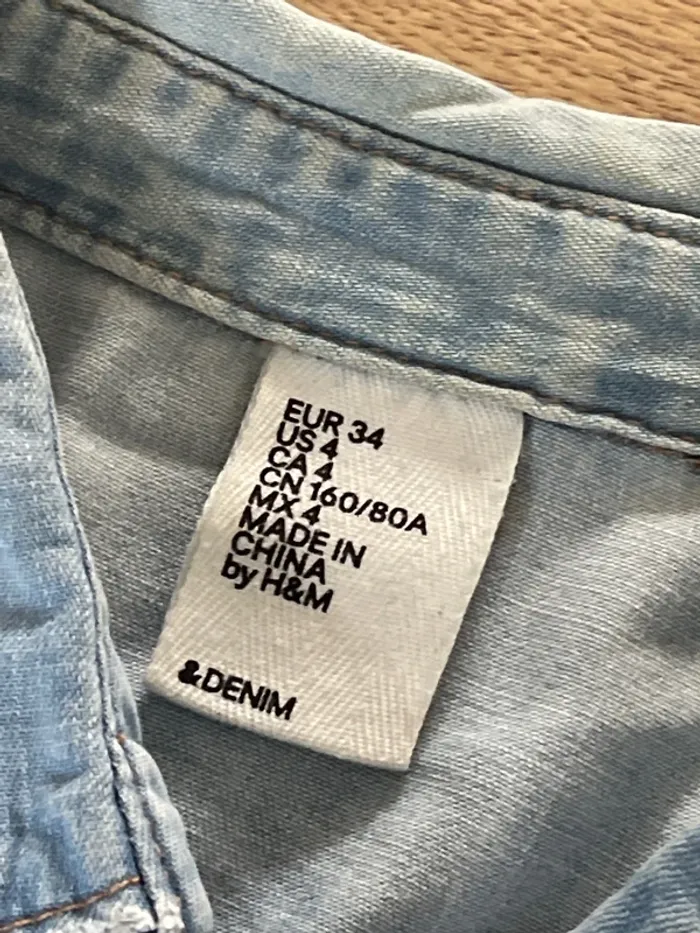 EUR 34
US 4
CA 4
CN 160/80A
MX 4
MADE IN
CHINA
by H&M
&DENIM